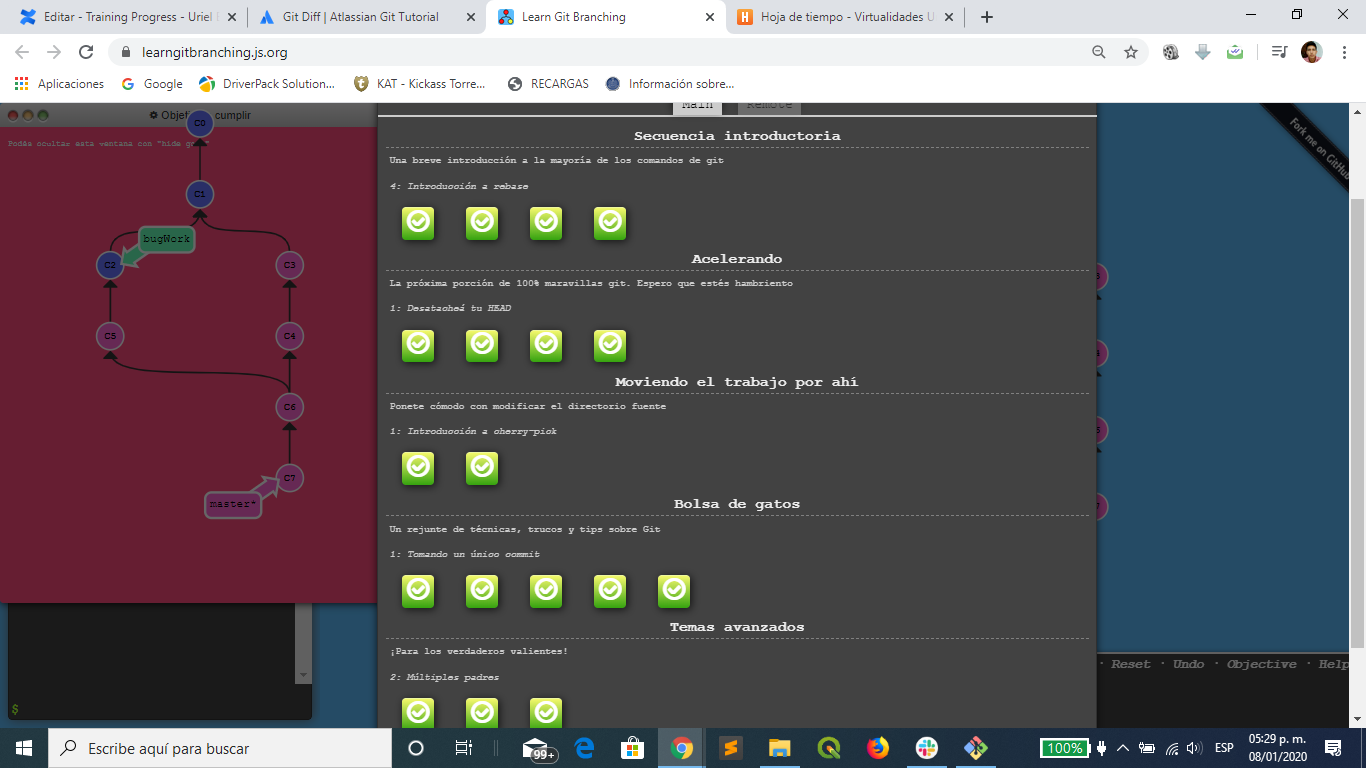 Editar - Training Progress - Uriel
Git Diff | Atlassian Git Tutorial
Learn Git Branching
Hoja de tiempo - Virtualidades U
learngitbranching.js.org
Aplicaciones
Google
DriverPack Solution...
KAT - Kickass Torre...
RECARGAS
Información sobre...
Main
Remote
Secuencia introductoria
Una breve introducción a la mayoría de los comandos de git
4: Introducción a rebase
Acelerando
La próxima porción de 100% maravillas git. Espero que estés hambriento
1: Desatacheá tu HEAD
Moviendo el trabajo por ahí
Ponete cómodo con modificar el directorio fuente
1: Introducción a cherry-pick
Bolsa de gatos
Un rejunte de técnicas, trucos y tips sobre Git
1: Tomando un único commit
Temas avanzados
¡Para los verdaderos valientes!
2: Múltiples padres
cumplir
Podés ocultar esta ventana con "hide
C0
C1
bugWork
C2
C3
C5
C4
C6
C7
master*
$
Fork me on GitHub
· Reset · Undo · Objective · Help
Escribe aquí para buscar
99+
100%
ESP
05:29 p. m.
08/01/2020